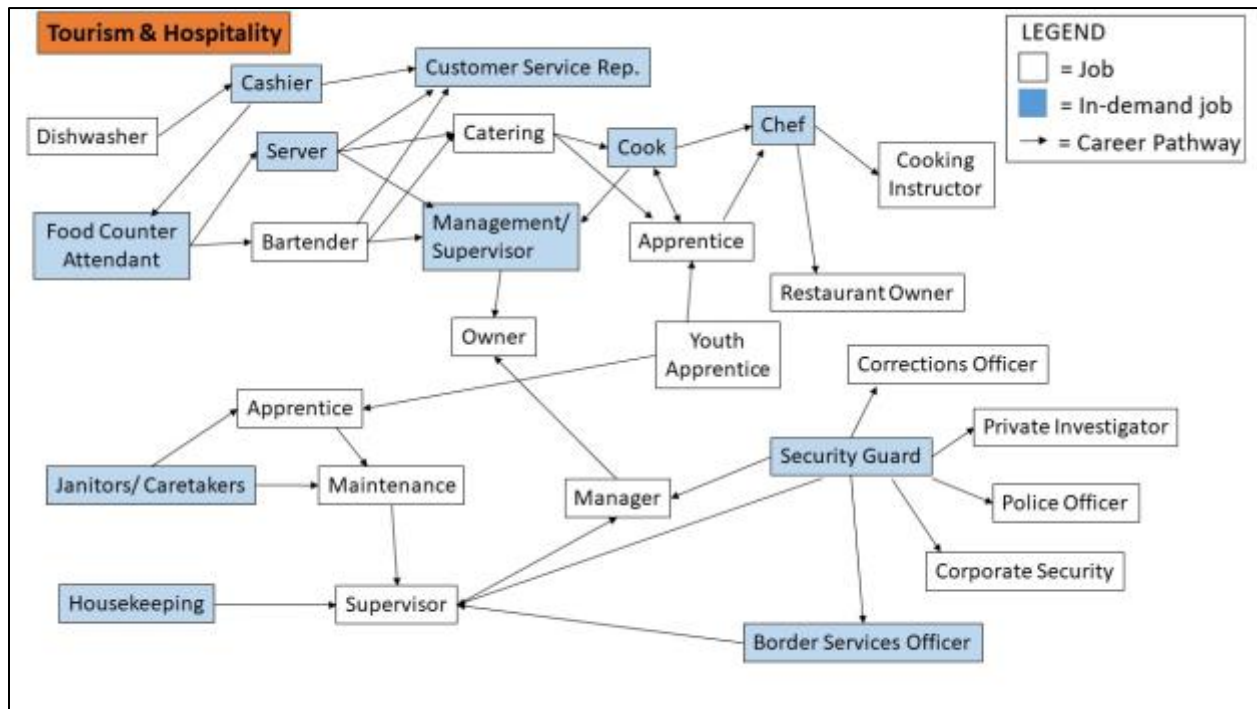 Tourism & Hospitality
LEGEND
= Job
= In-demand job
= Career Pathway
Cashier
Customer Service Rep.
Dishwasher
Server
Catering
Cook
Chef
Cooking
Instructor
Food Counter
Attendant
Bartender
Management/
Supervisor
Apprentice
Restaurant Owner
Owner
Youth
Apprentice
Corrections Officer
Apprentice
Private Investigator
Security Guard
Janitors/ Caretakers
Maintenance
Manager
Police Officer
Corporate Security
Housekeeping
Supervisor
Border Services Officer